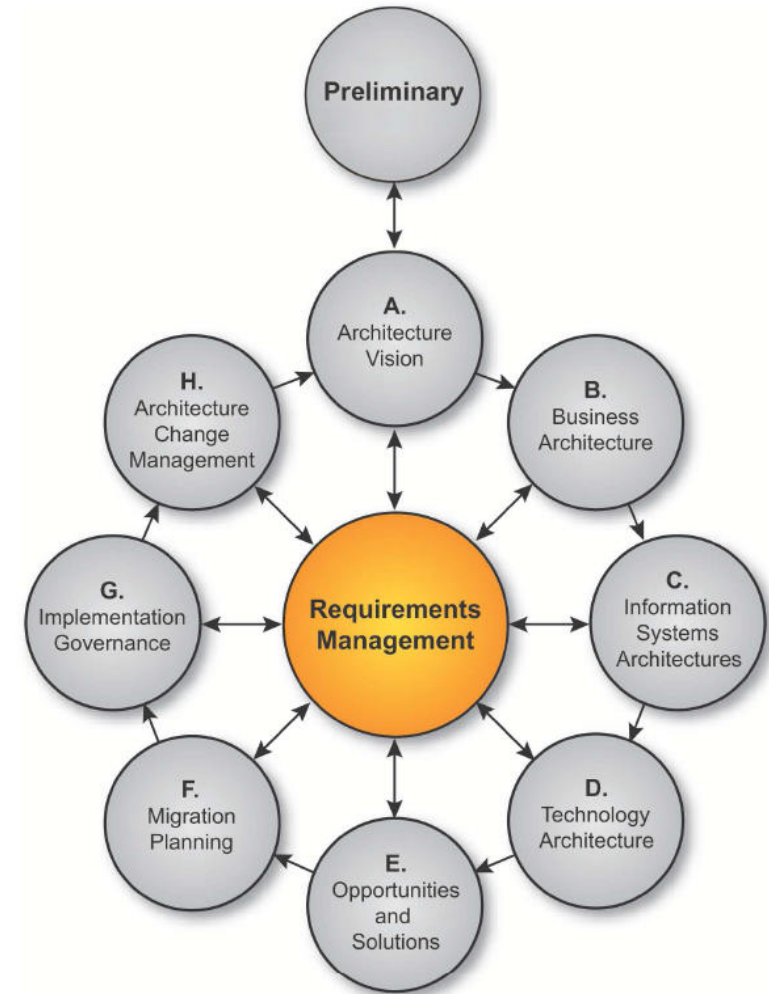 Preliminary
A.
Architecture
Vision
B.
Business
Architecture
C.
Information
Systems
Architectures
D.
Technology
Architecture
E.
Opportunities
and
Solutions
F.
Migration
Planning
G.
Implementation
Governance
H.
Architecture
Change
Management
Requirements
Management